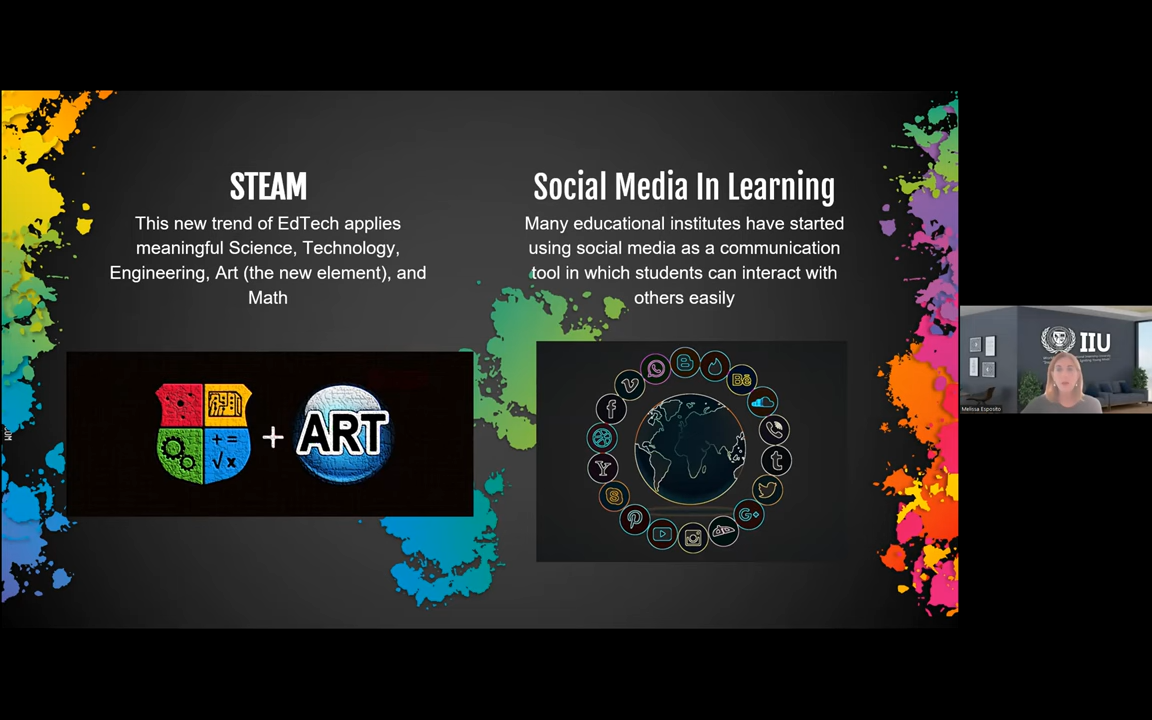 STEAM
This new trend of EdTech applies
meaningful Science, Technology,
Engineering, Art (the new element), and
Math
Social Media In Learning
Many educational institutes have started
using social media as a communication
tool in which students can interact with
others easily
+ ART
+ =
√x
IIU
Melissa Esposito